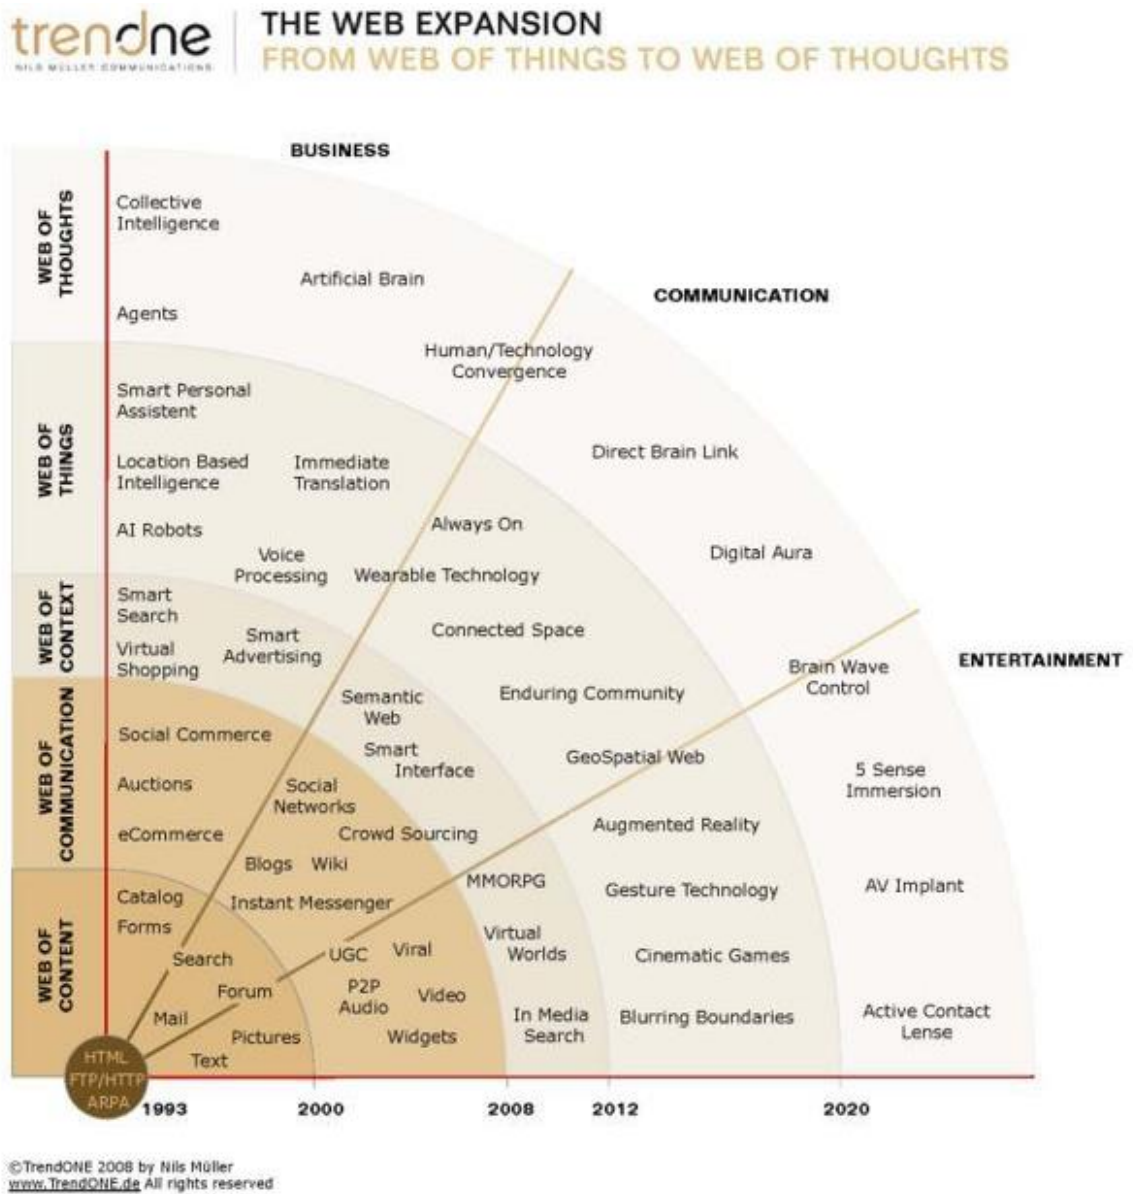 trendne
NILS MÜLLER COMMUNICATIONS
THE WEB EXPANSION
FROM WEB OF THINGS TO WEB OF THOUGHTS
BUSINESS
COMMUNICATION
ENTERTAINMENT
WEB OF
THOUGHTS
Collective
Intelligence
Artificial Brain
Agents
Human/Technology
Convergence
Direct Brain Link
Digital Aura
Brain Wave
Control
5 Sense
Immersion
AV Implant
Active Contact
Lense
WEB OF
THINGS
Smart Personal
Assistent
Location Based
Intelligence
Immediate
Translation
AI Robots
Voice
Processing
Always On
Wearable Technology
Connected Space
Enduring Community
GeoSpatial Web
Augmented Reality
Gesture Technology
Cinematic Games
Blurring Boundaries
WEB OF
CONTEXT
Smart
Search
Virtual
Shopping
Smart
Advertising
Semantic
Web
Smart
Interface
MMORPG
Virtual
Worlds
In Media
Search
WEB OF
COMMUNICATION
Social Commerce
Auctions
eCommerce
Social
Networks
Crowd Sourcing
Blogs
Wiki
Instant Messenger
UGC
Viral
P2P
Audio
Video
Widgets
WEB OF
CONTENT
Catalog
Forms
Search
Forum
Mail
Pictures
Text
HTML
FTP/HTTP
ARPA
1993
2000
2008
2012
2020
©TrendONE 2008 by Nils Müller
www.TrendONE.de All rights reserved